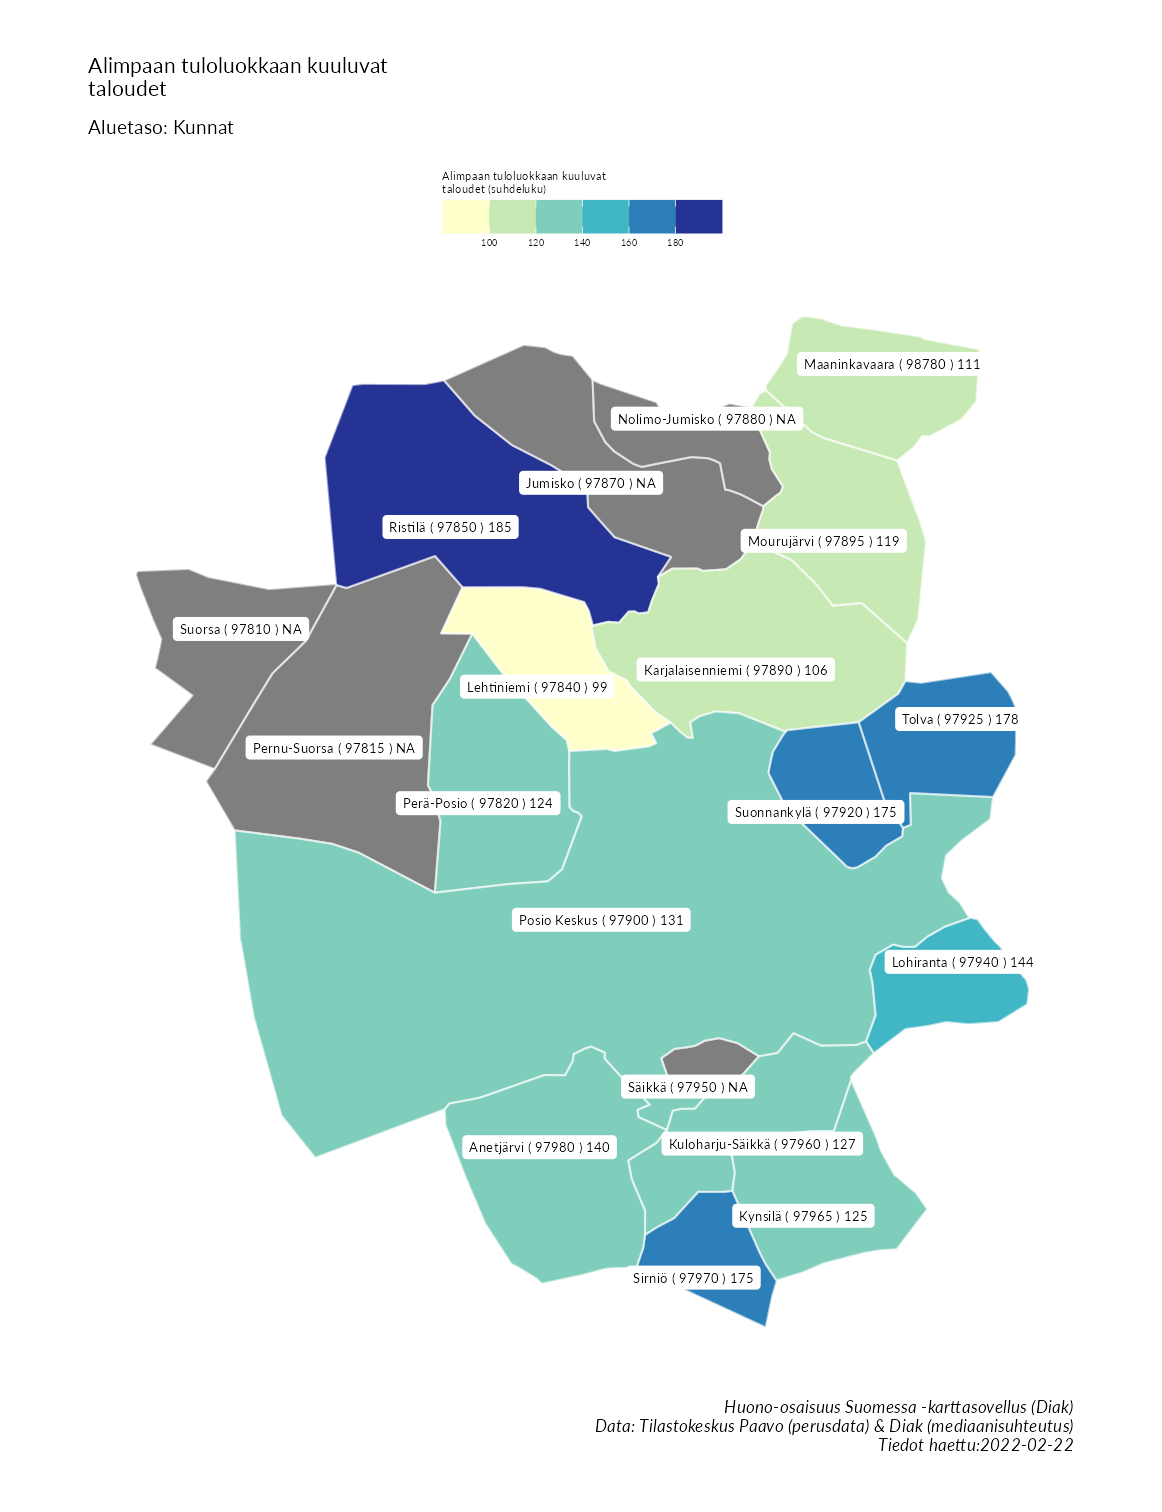 Alimpaan tuloluokkaan kuuluvat
taloudet
Aluetaso: Kunnat
Alimpaan tuloluokkaan kuuluvat
taloudet (suhdeluku)
100 120 140 160 180
Maaninkavaara ( 98780 ) 111
Nolimo-Jumisko ( 97880 ) NA
Jumisko ( 97870 ) NA
Ristilä ( 97850 ) 185
Mourujärvi ( 97895 ) 119
Suorsa ( 97810 ) NA
Karjalaisenniemi ( 97890 ) 106
Lehtiniemi ( 97840 ) 99
Tolva ( 97925 ) 178
Pernu-Suorsa ( 97815 ) NA
Perä-Posio ( 97820 ) 124
Suonnankylä ( 97920 ) 175
Posio Keskus ( 97900 ) 131
Lohiranta ( 97940 ) 144
Säikkä ( 97950 ) NA
Anetjärvi ( 97980 ) 140
Kuloharju-Säikkä ( 97960 ) 127
Kynsilä ( 97965 ) 125
Sirniö ( 97970 ) 175
Huono-osaisuus Suomessa -karttasovellus (Diak)
Data: Tilastokeskus Paavo (perusdata) & Diak (mediaanisuhteutus)
Tiedot haettu:2022-02-22